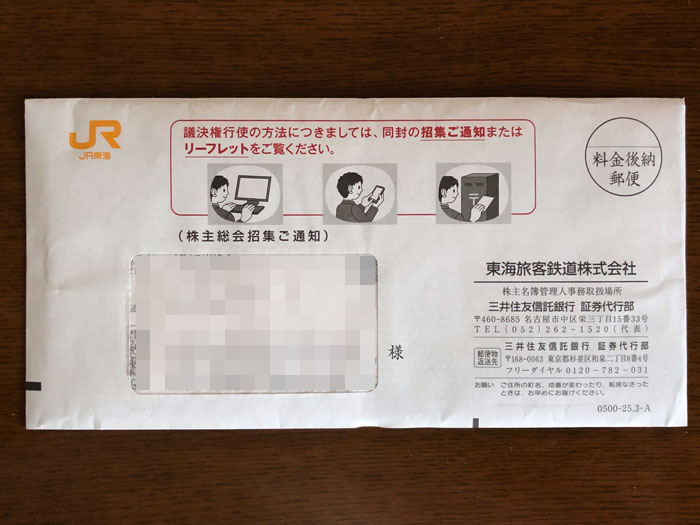 JR
JR東海
議決権行使の方法につきましては、同封の招集ご通知または
リーフレットをご覧ください。
料金後納
郵便
(株主総会招集ご通知)
様
東海旅客鉄道株式会社
株主名簿管理人事務取扱場所
三井住友信託銀行 証券代行部
〒460-8685 名古屋市中区栄三丁目15番33号
TEL(052)262-1520(代表)
郵便物
返送先
三井住友信託銀行 証券代行部
〒168-0063 東京都杉並区和泉二丁目8番4号
フリーダイヤル 0120-782-031
お願い ご住所の町名、地番が変わったり、転居なさった
ときは、お早めにお届けください。
0500-25.3-A